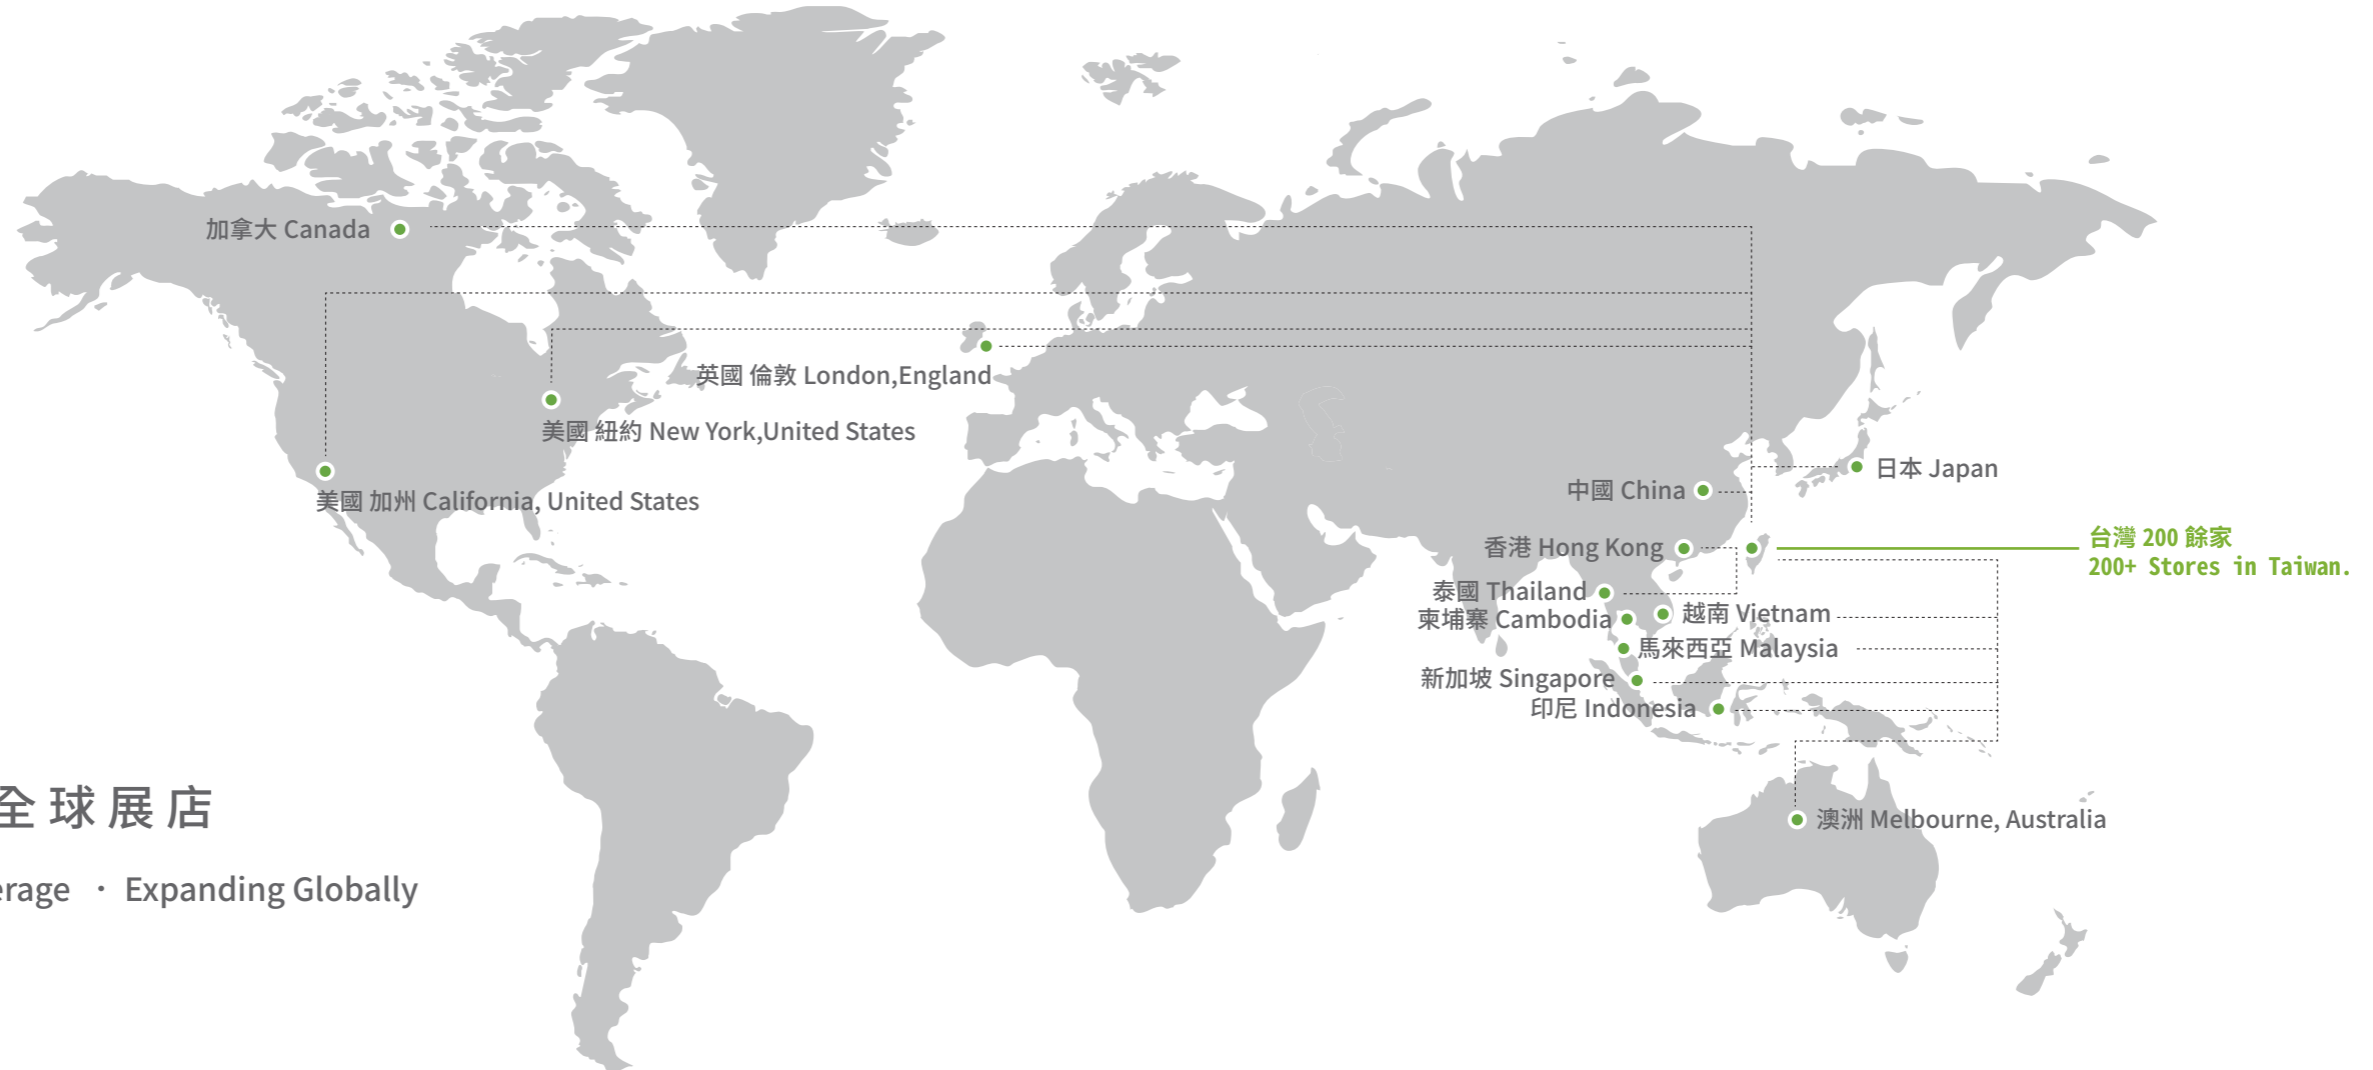 加拿大 Canada
英國 倫敦 London,England
美國 紐約 New York,United States
美國 加州 California, United States
日本 Japan
中國 China
香港 Hong Kong
台灣 200 餘家
200+ Stores in Taiwan.
泰國 Thailand
柬埔寨 Cambodia
越南 Vietnam
馬來西亞 Malaysia
新加坡 Singapore
印尼 Indonesia
澳洲 Melbourne, Australia
全球展店
erage ・ Expanding Globally